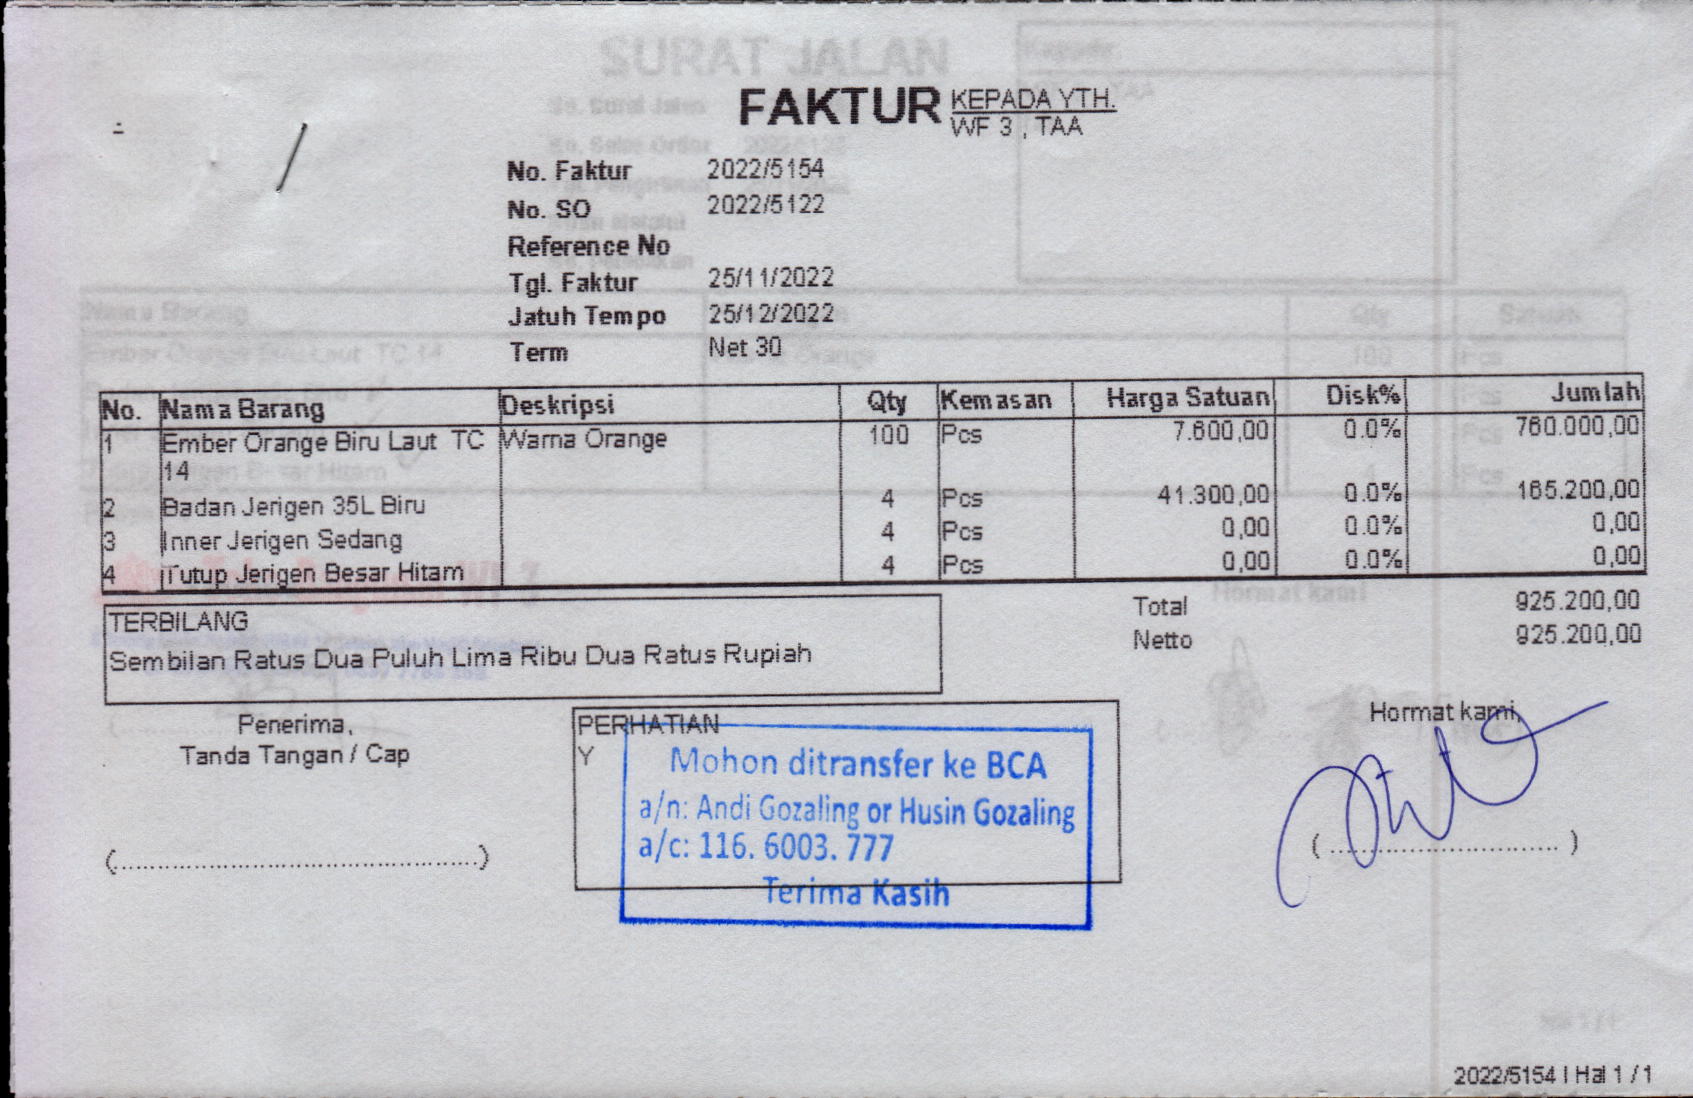 FAKTUR
KEPADA YTH.
WF 3 , TAA
No. Faktur 2022/5154
No. SO 2022/5122
Reference No
Tgl. Faktur 25/11/2022
Jatuh Tempo 25/12/2022
Term Net 30
No. Nama Barang Deskripsi Qty Kemasan Harga Satuan Disk% Jumlah
1 Ember Orange Biru Laut TC Warna Orange 100 Pcs 7.600,00 0.0% 760.000,00
14
2 Badan Jerigen 35L Biru 4 Pcs 41.300,00 0.0% 165.200,00
3 Inner Jerigen Sedang 4 Pcs 0,00 0.0% 0,00
4 Tutup Jerigen Besar Hitam 4 Pcs 0,00 0.0% 0,00
Total 925.200,00
Netto 925.200,00
TERBILANG
Sembilan Ratus Dua Puluh Lima Ribu Dua Ratus Rupiah
Penerima,
Tanda Tangan / Cap
(................................................)
PERHATIAN
Y
Mohon ditransfer ke BCA
a/n: Andi Gozaling or Husin Gozaling
a/c: 116. 6003. 777
Terima Kasih
Hormat kami,
(..............................)
2022/5154 | Hal 1 / 1
SURAT JALAN